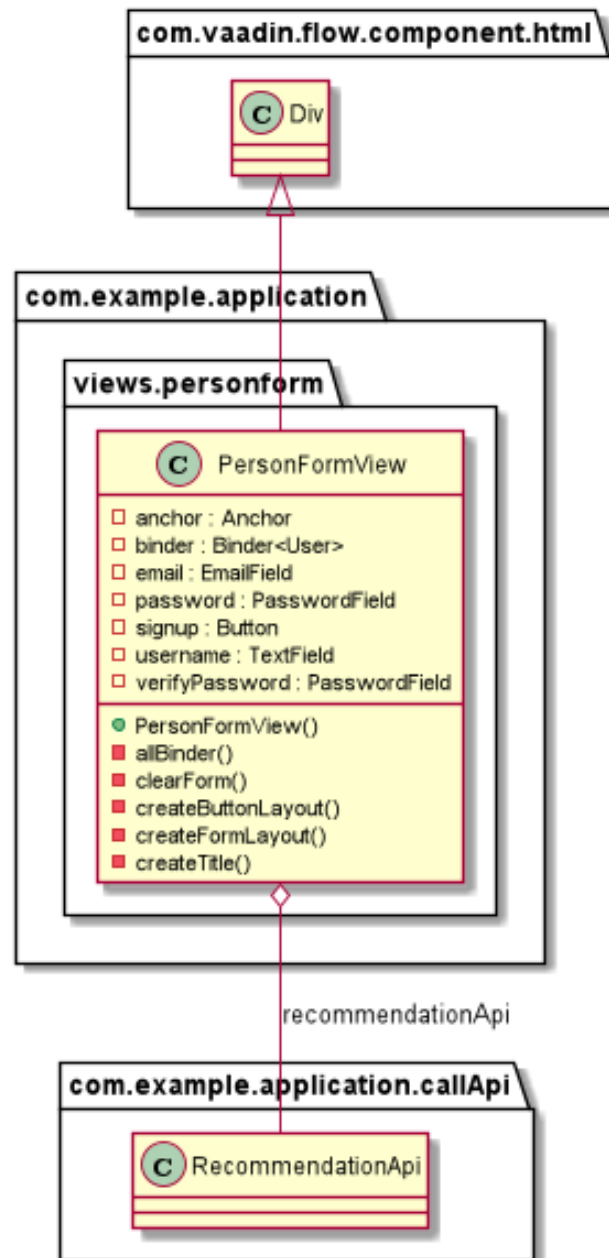 com.vaadin.flow.component.html
C Div
com.example.application
views.personform
C PersonFormView
anchor : Anchor
binder : Binder<User>
email : EmailField
password : PasswordField
signup : Button
username : TextField
verifyPassword : PasswordField
PersonFormView()
allBinder()
clearForm()
createButtonLayout()
createFormLayout()
createTitle()
recommendationApi
com.example.application.callApi
C RecommendationApi